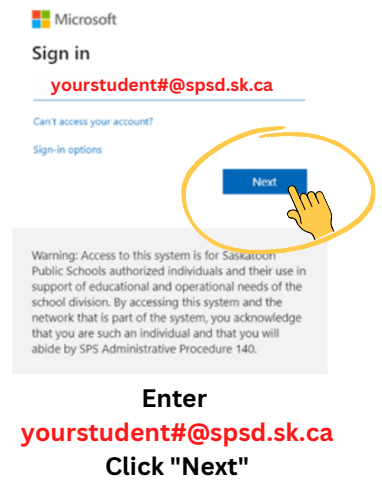 Microsoft
Sign in
yourstudent#@spsd.sk.ca
Can't access your account?
Sign-in options
Next
Warning: Access to this system is for Saskatoon
Public Schools authorized individuals and their use in
support of educational and operational needs of the
school division. By accessing this system and the
network that is part of the system, you acknowledge
that you are such an individual and that you will
abide by SPS Administrative Procedure 140.
Enter
yourstudent#@spsd.sk.ca
Click "Next"